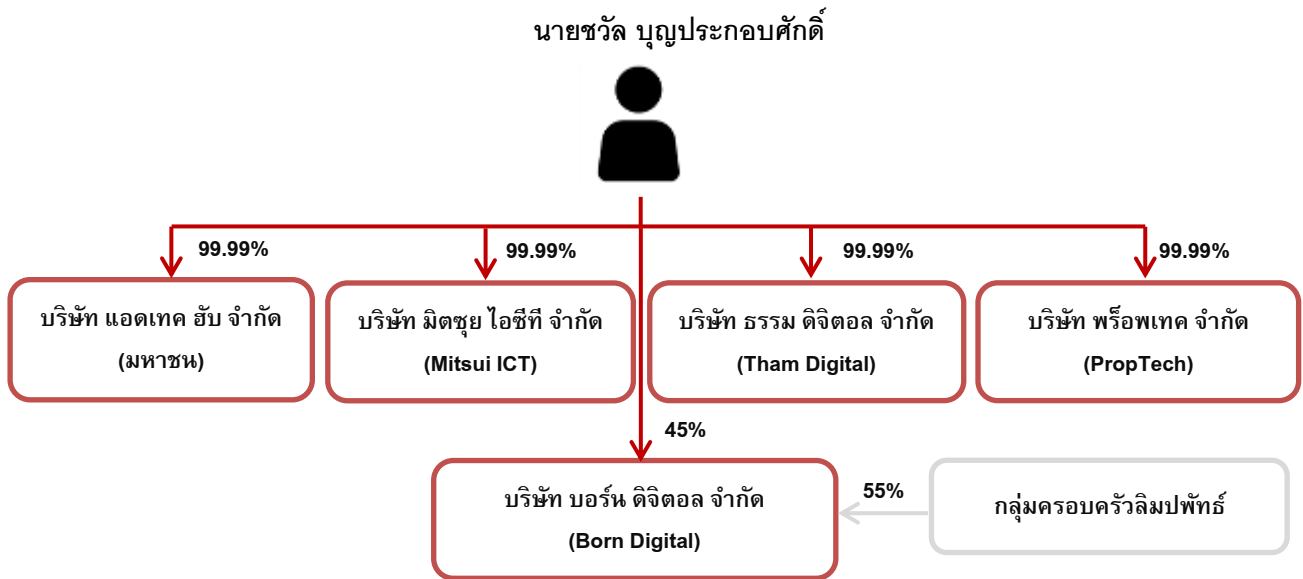 นายชวัล บุญประกอบศักดิ์
99.99%
99.99%
99.99%
99.99%
บริษัท แอดเทค ฮับ จำกัด
(มหาชน)
บริษัท มิตซุย ไอซีที จำกัด
(Mitsui ICT)
บริษัท ธรรม ดิจิตอล จำกัด
(Tham Digital)
บริษัท พร็อพเทค จำกัด
(PropTech)
45%
บริษัท บอร์น ดิจิตอล จำกัด
(Born Digital)
55%
กลุ่มครอบครัวลิมปพัทธ์